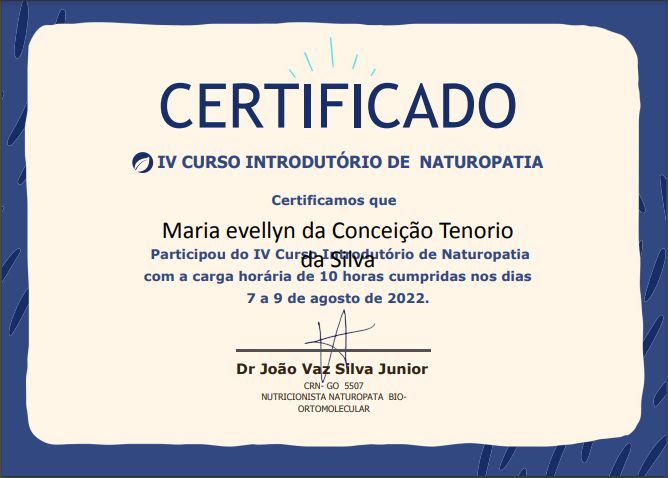 CERTIFICADO
IV CURSO INTRODUTÓRIO DE NATUROPATIA
Certificamos que
Maria evellyn da Conceição Tenorio
da Silva
Participou do IV Curso Introdutório de Naturopatia
com a carga horária de 10 horas cumpridas nos dias
7 a 9 de agosto de 2022.
Dr João Vaz Silva Junior
CRN- GO 5507
NUTRICIONISTA NATUROPATA BIO-
ORTOMOLECULAR